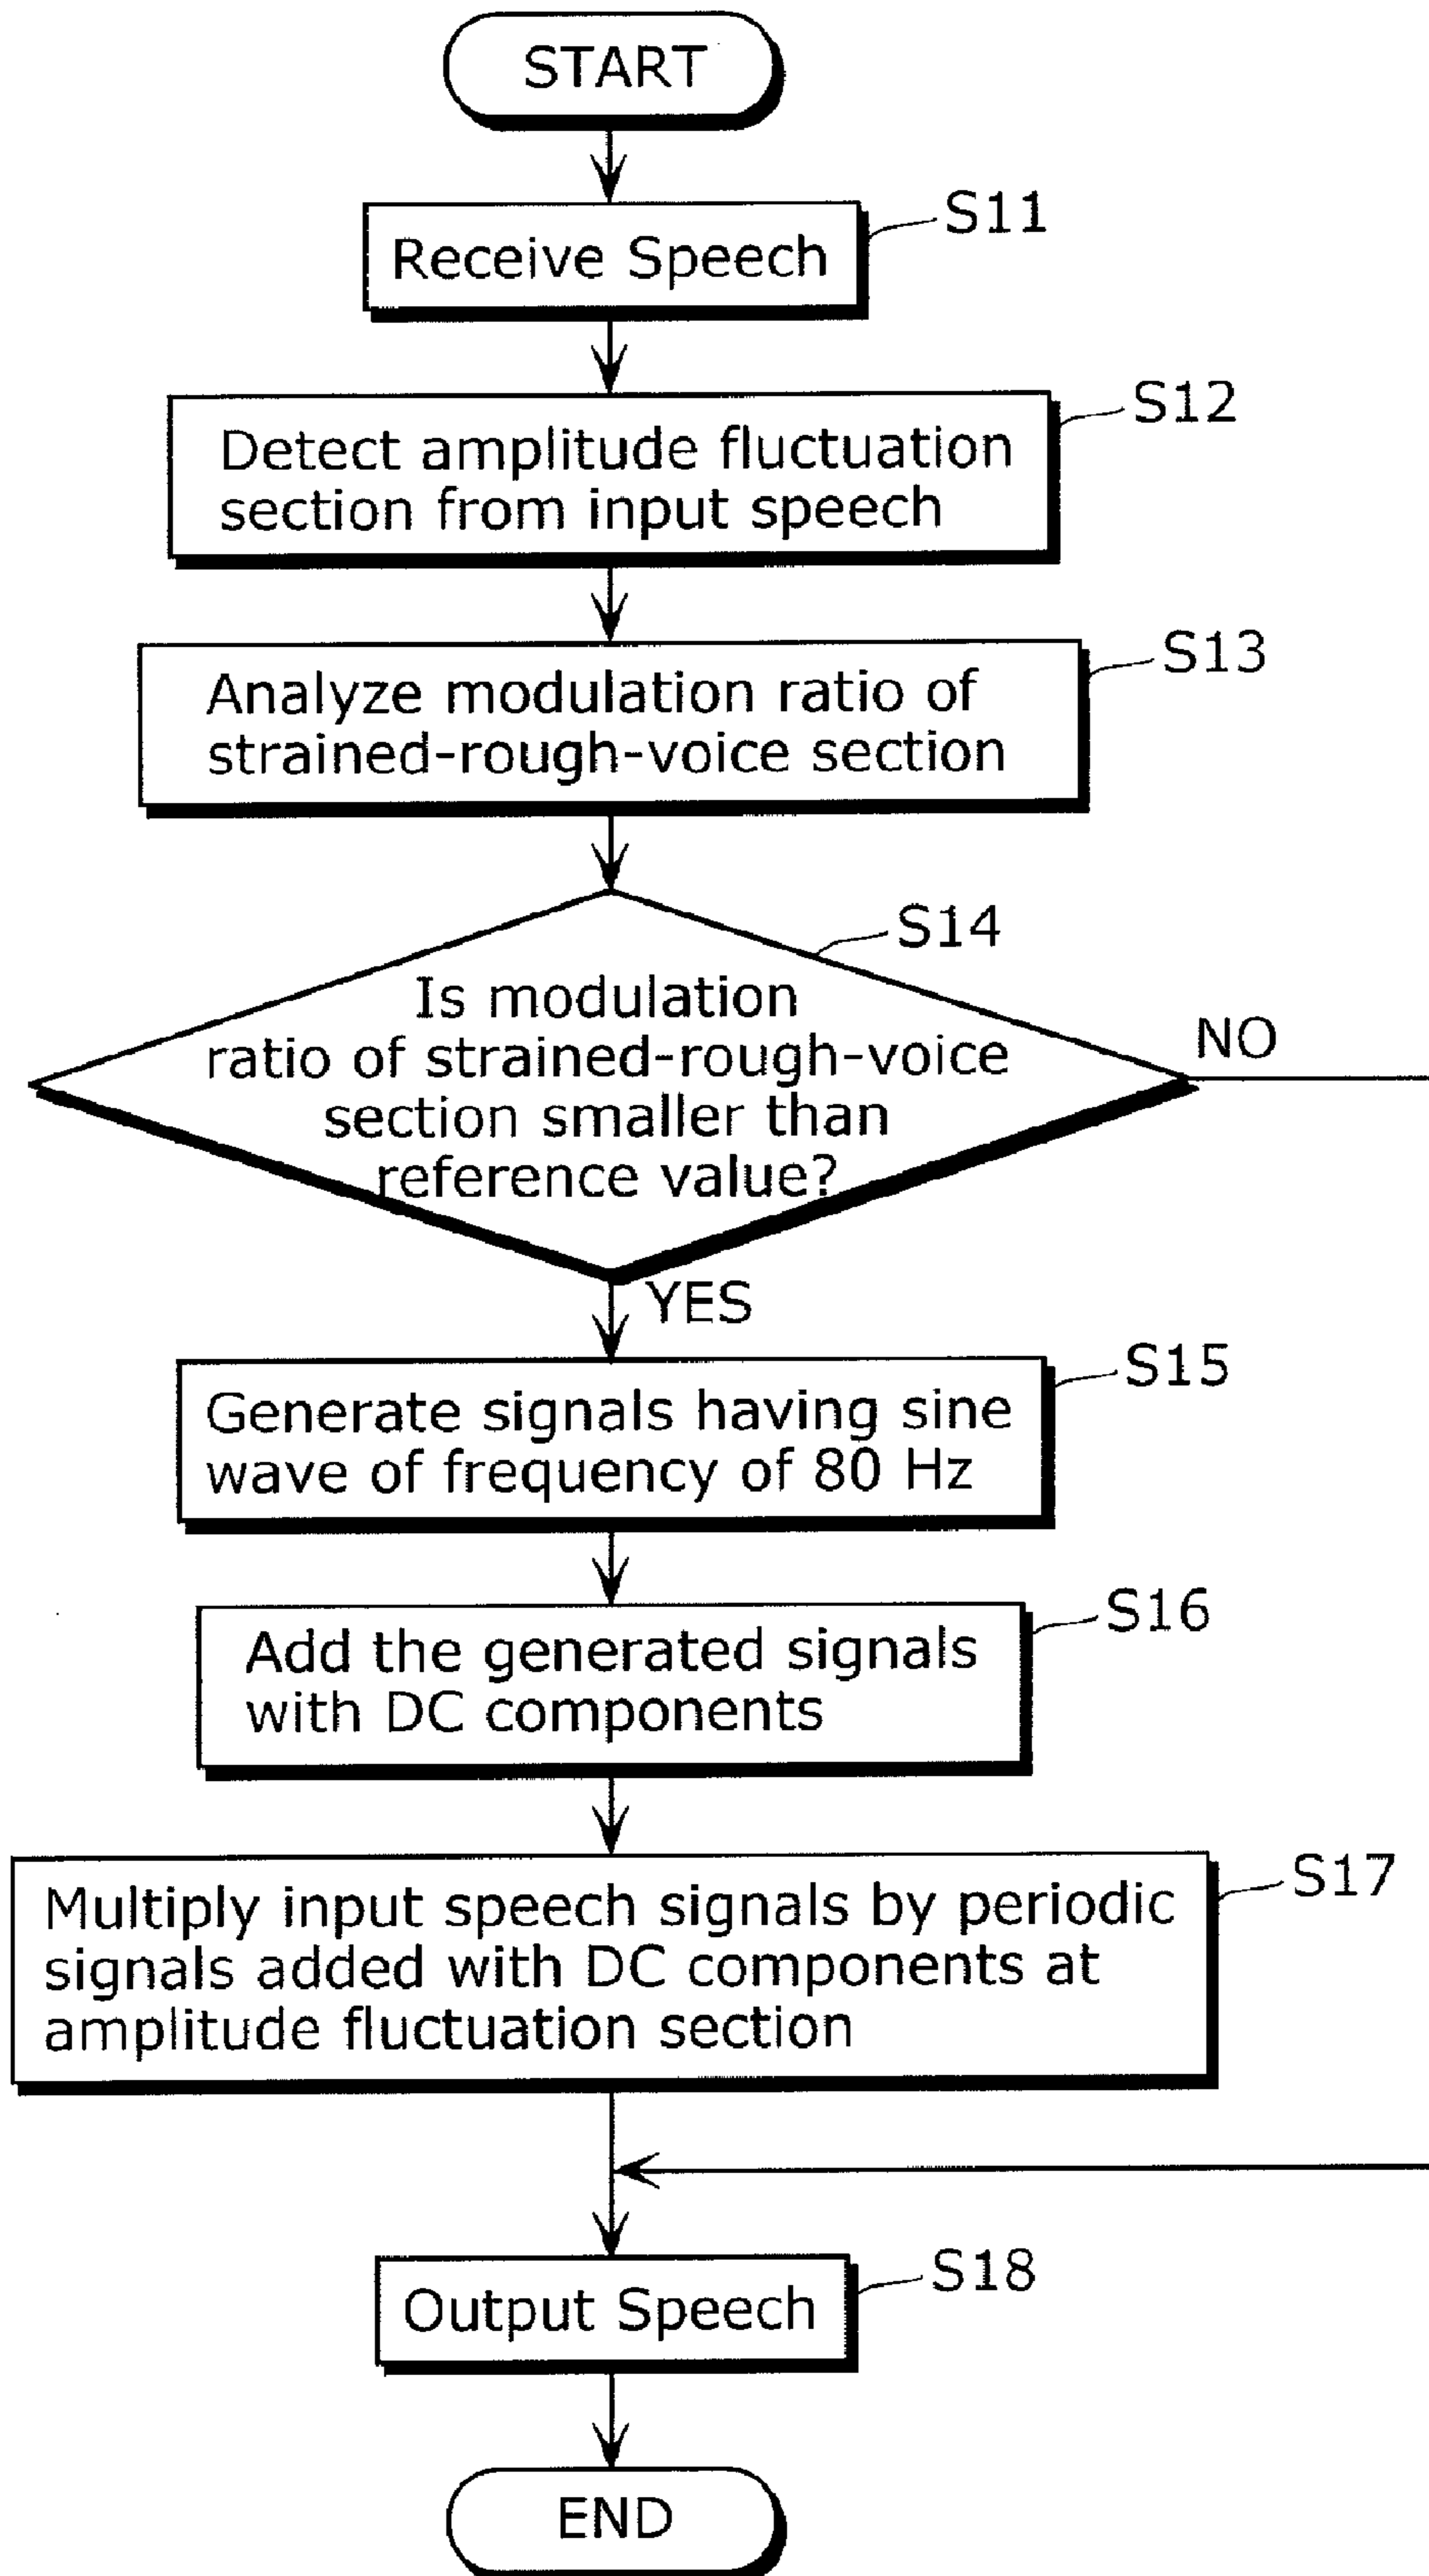 START
S11
Receive Speech
S12
Detect amplitude fluctuation
section from input speech
S13
Analyze modulation ratio of
strained-rough-voice section
S14
Is modulation
ratio of strained-rough-voice
section smaller than
reference value?
NO
YES
S15
Generate signals having sine
wave of frequency of 80 Hz
S16
Add the generated signals
with DC components
S17
Multiply input speech signals by periodic
signals added with DC components at
amplitude fluctuation section
S18
Output Speech
END